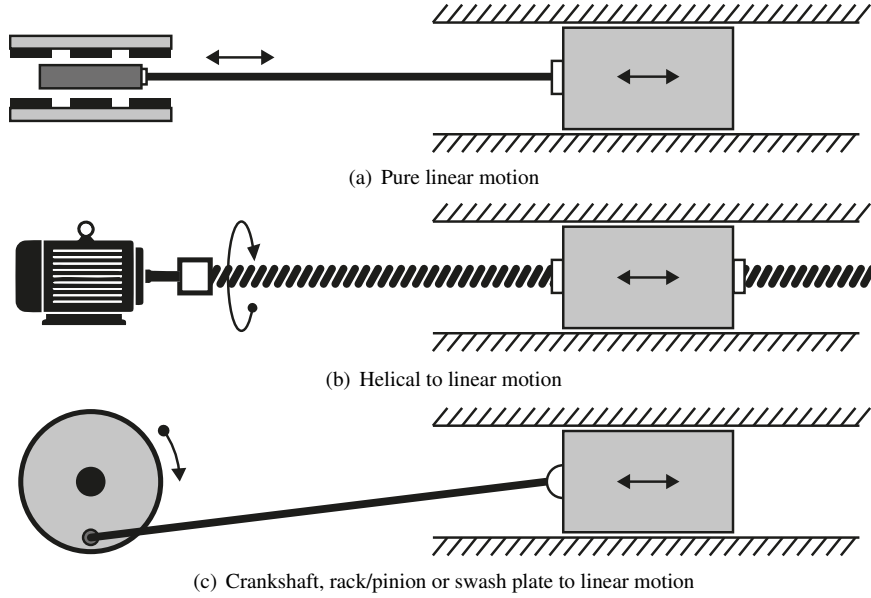 (a) Pure linear motion
(b) Helical to linear motion
(c) Crankshaft, rack/pinion or swash plate to linear motion